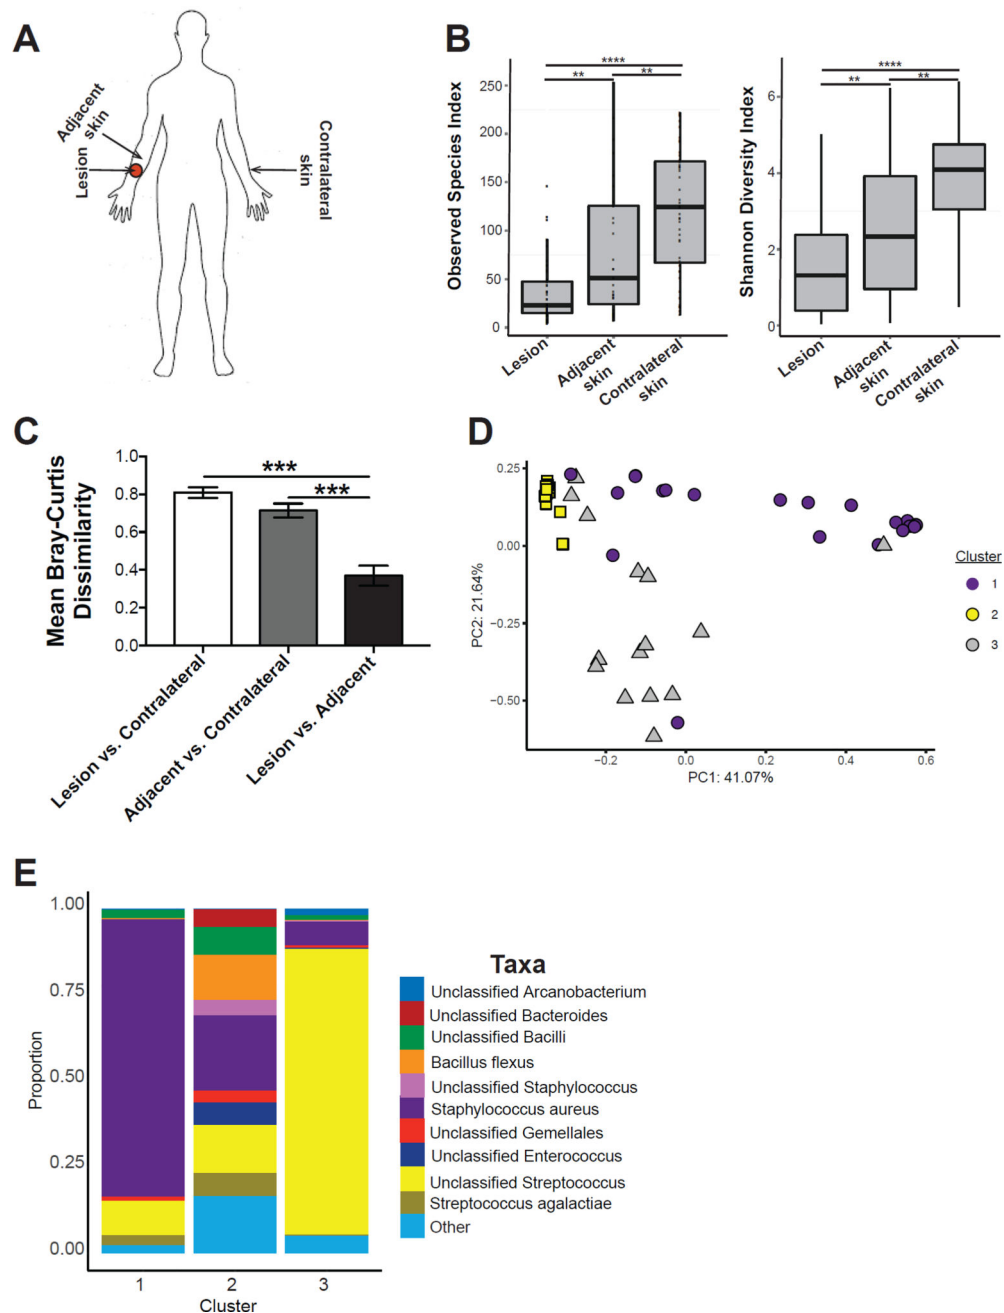 A
Adjacent
skin
Lesion
Contralateral
skin
B
Observed Species Index
250
200
150
100
50
0
****
**
**
Lesion
Adjacent
skin
Contralateral
skin
Shannon Diversity Index
6
4
2
0
****
**
**
Lesion
Adjacent
skin
Contralateral
skin
C
Mean Bray-Curtis
Dissimilarity
1.0
0.8
0.6
0.4
0.2
0.0
***
***
Lesion vs. Contralateral
Adjacent vs. Contralateral
Lesion vs. Adjacent
D
PC2: 21.64%
0.25
0.00
−0.25
−0.50
−0.2
0.0
0.2
0.4
0.6
PC1: 41.07%
Cluster
1
2
3
E
Proportion
1.00
0.75
0.50
0.25
0.00
1
2
3
Cluster
Taxa
Unclassified Arcanobacterium
Unclassified Bacteroides
Unclassified Bacilli
Bacillus flexus
Unclassified Staphylococcus
Staphylococcus aureus
Unclassified Gemellales
Unclassified Enterococcus
Unclassified Streptococcus
Streptococcus agalactiae
Other